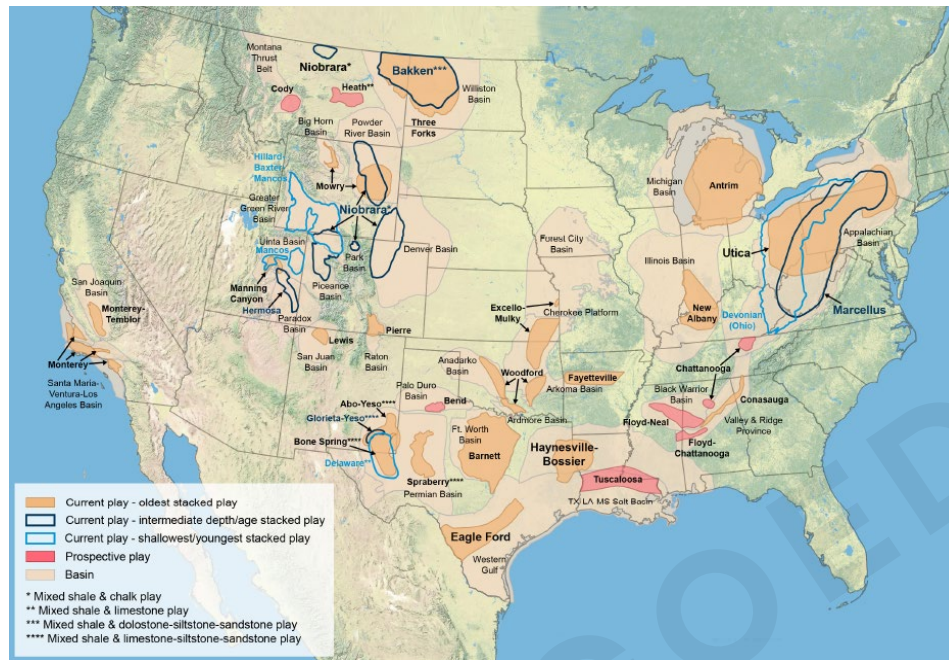 Montana
Thrust
Belt
Niobrara*
Bakken***
Cody
Heath**
Williston
Basin
Big Horn
Basin
Powder
River Basin
Three
Forks
Hillard-
Baxter-
Mancos
Mowry
Greater
Green River
Basin
Niobrara*
Uinta Basin
Mancos
Park
Basin
Denver Basin
Manning
Canyon
Piceance
Basin
Hermosa
Paradox
Basin
San Joaquin
Basin
Monterey-
Temblor
Monterey
Santa Maria-
Ventura-Los
Angeles Basin
Lewis
San Juan
Basin
Pierre
Raton
Basin
Michigan
Basin
Antrim
Forest City
Basin
Illinois Basin
Utica
Appalachian
Basin
Excello-
Mulky
Cherokee Platform
New
Albany
Devonian
(Ohio)
Marcellus
Anadarko
Basin
Woodford
Arkoma Basin
Fayetteville
Chattanooga
Palo Duro
Basin
Bend
Ardmore Basin
Black Warrior
Basin
Conasauga
Abo-Yeso****
Glorieta-Yeso****
Bone Spring****
Delaware**
Ft. Worth
Basin
Barnett
Haynesville-
Bossier
Floyd-Neal
Valley & Ridge
Province
Floyd-
Chattanooga
Spraberry****
Permian Basin
Tuscaloosa
TX-LA-MS Salt Basin
Eagle Ford
Western
Gulf
Current play - oldest stacked play
Current play - intermediate depth/age stacked play
Current play - shallowest/youngest stacked play
Prospective play
Basin
* Mixed shale & chalk play
** Mixed shale & limestone play
*** Mixed shale & dolostone-siltstone-sandstone play
**** Mixed shale & limestone-siltstone-sandstone play
SOED